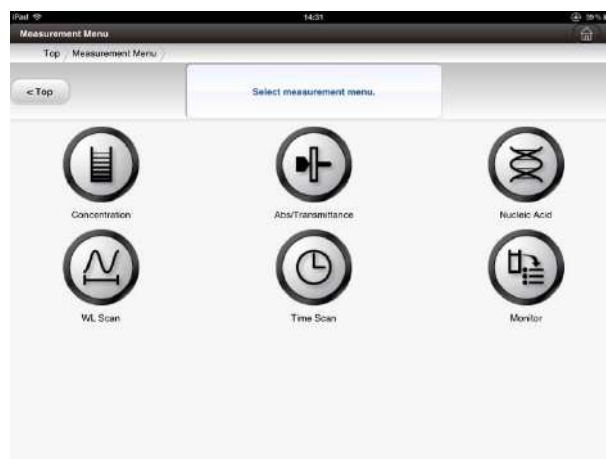 iPad 14:31
Measurement Menu
Top Measurement Menu
< Top
Select measurement menu.
Concentration Abs/Transmittance Nucleic Acid
WL Scan Time Scan Monitor